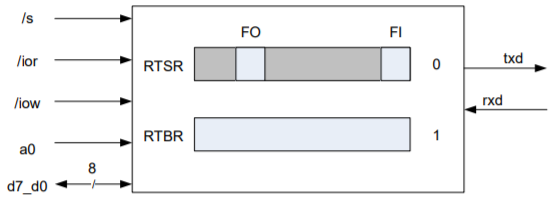 /s
FO FI
/ior
RTSR 0
txd
/iow
rxd
a0
RTBR 1
8
d7_d0